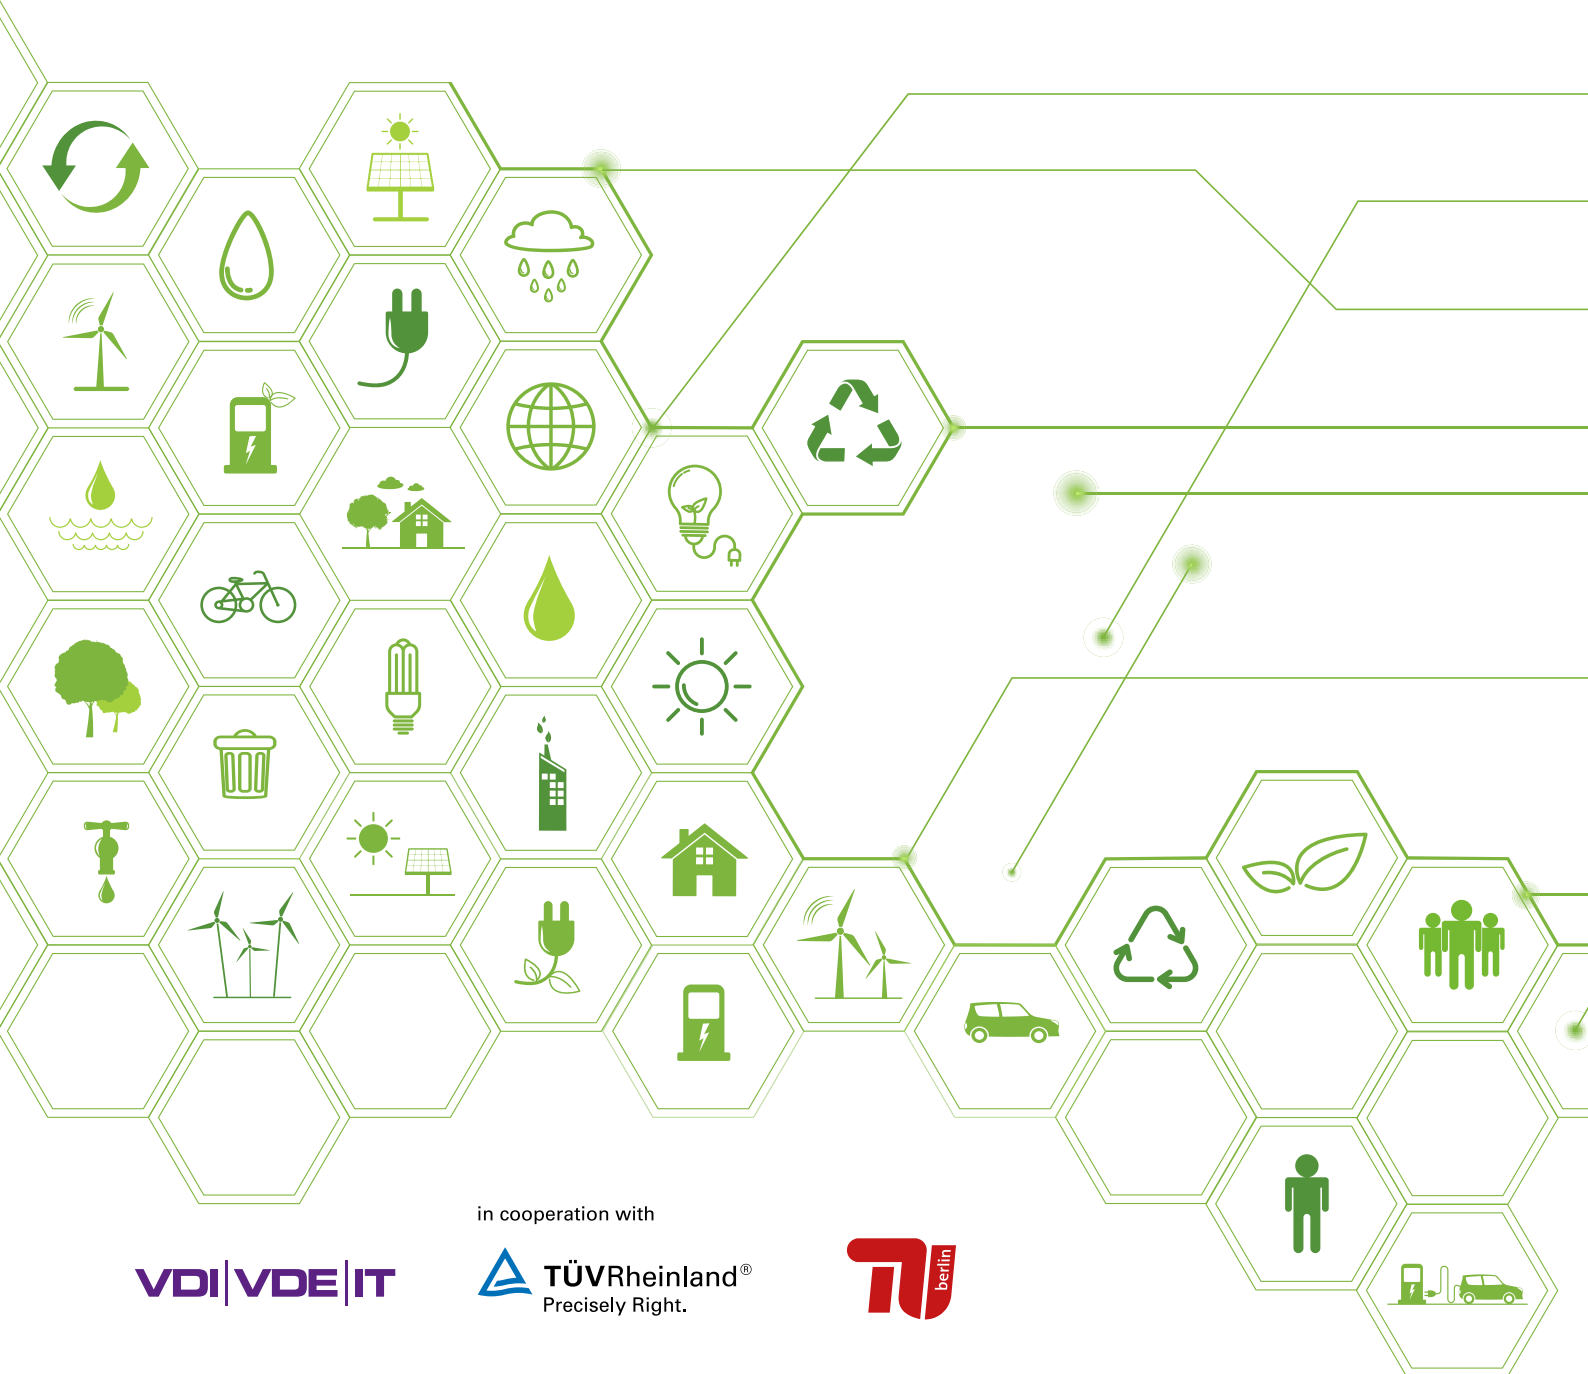 in cooperation with
VDI|VDE|IT
TÜVRheinland®
Precisely Right.
TU
berlin